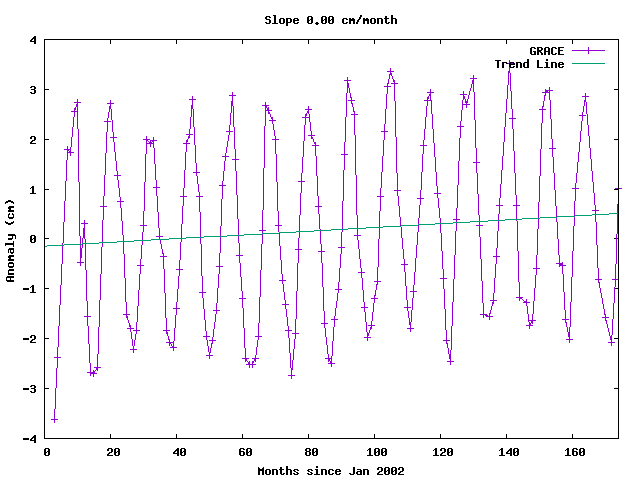 Slope 0.00 cm/month
GRACE
Trend Line
4
3
2
1
0
-1
-2
-3
-4
Anomaly (cm)
0 20 40 60 80 100 120 140 160
Months since Jan 2002